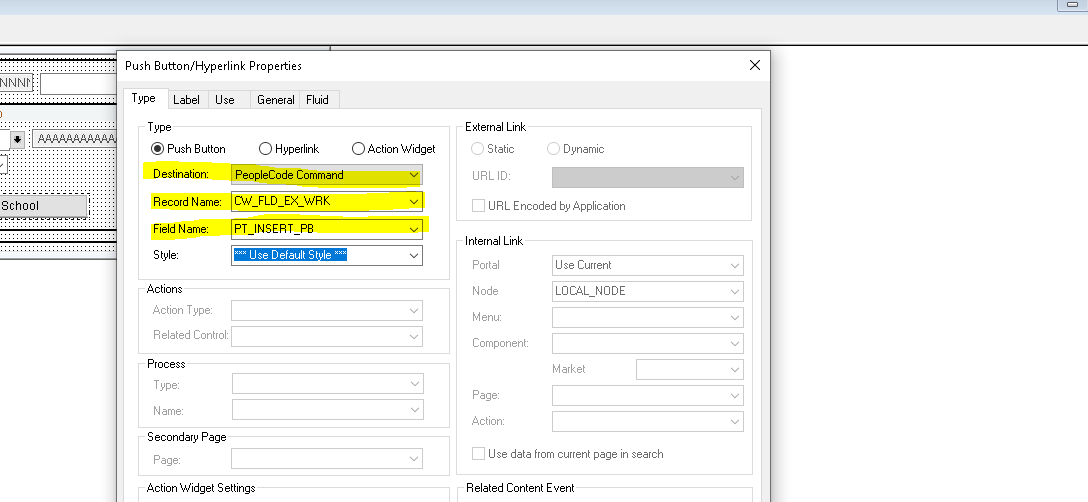 Push Button/Hyperlink Properties
Type Label Use General Fluid
Type
Push Button Hyperlink Action Widget
Destination: PeopleCode Command
Record Name: CW_FLD_EX_WRK
Field Name: PT_INSERT_PB
Style: *** Use Default Style ***
Actions
Action Type:
Related Control:
Process
Type:
Name:
Secondary Page
Page:
Action Widget Settings
External Link
Static Dynamic
URL ID:
URL Encoded by Application
Internal Link
Portal Use Current
Node LOCAL_NODE
Menu:
Component:
Market
Page:
Action:
Use data from current page in search
Related Content Event
School